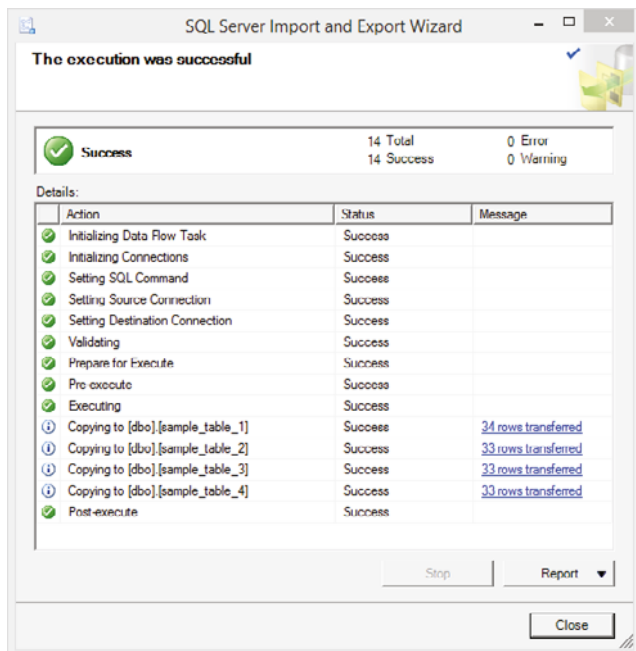 SQL Server Import and Export Wizard
The execution was successful
Success
14 Total
0 Error
14 Success
0 Warning
Details:
Action Status Message
Initializing Data Flow Task Success
Initializing Connections Success
Setting SQL Command Success
Setting Source Connection Success
Setting Destination Connection Success
Validating Success
Prepare for Execute Success
Pre-execute Success
Executing Success
Copying to [dbo].[sample_table_1] Success 34 rows transferred
Copying to [dbo].[sample_table_2] Success 33 rows transferred
Copying to [dbo].[sample_table_3] Success 33 rows transferred
Copying to [dbo].[sample_table_4] Success 33 rows transferred
Post-execute Success
Stop
Report
Close